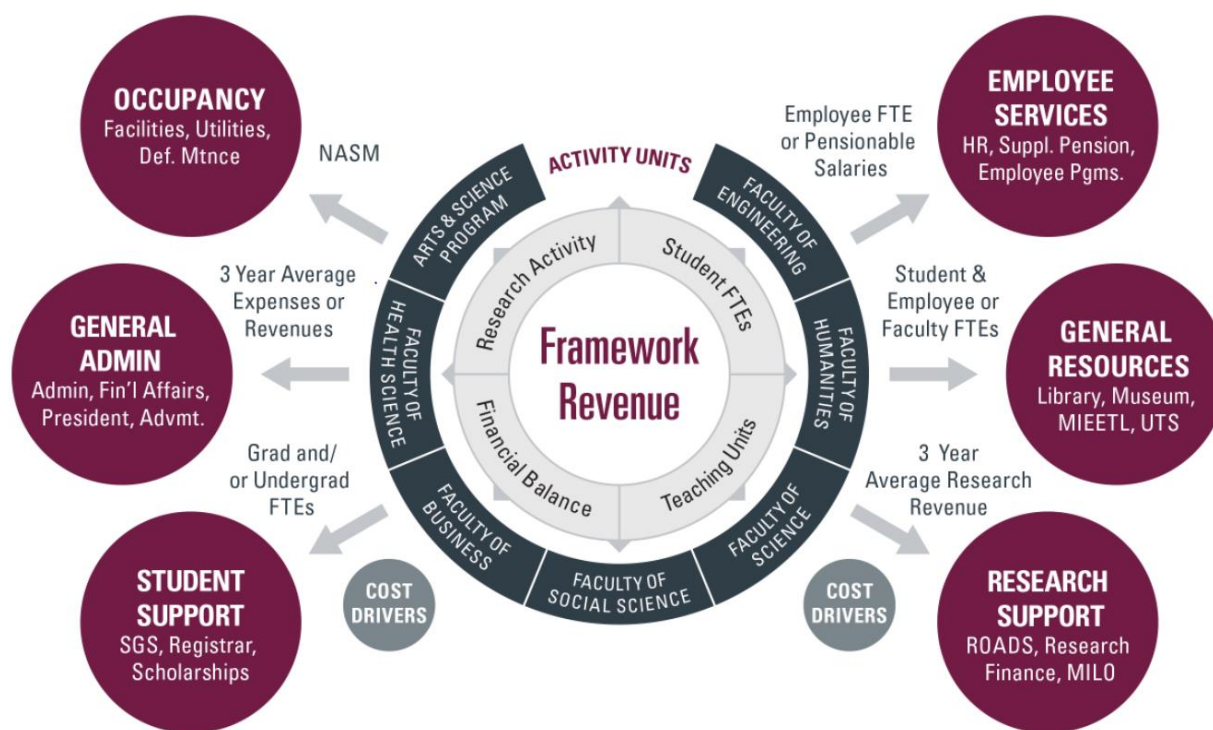 OCCUPANCY
Facilities, Utilities,
Def. Mtnce
NASM
GENERAL
ADMIN
Admin, Fin'l Affairs,
President, Advmt.
3 Year Average
Expenses or
Revenues
STUDENT
SUPPORT
SGS, Registrar,
Scholarships
Grad and/
or Undergrad
FTEs
COST
DRIVERS
ACTIVITY UNITS
ARTS & SCIENCE
PROGRAM
FACULTY OF
HEALTH SCIENCE
FACULTY OF
BUSINESS
FACULTY OF
SOCIAL SCIENCE
FACULTY OF
SCIENCE
FACULTY OF
HUMANITIES
FACULTY OF
ENGINEERING
Research Activity
Student FTEs
Financial Balance
Teaching Units
Framework
Revenue
Employee FTE
or Pensionable
Salaries
EMPLOYEE
SERVICES
HR, Suppl. Pension,
Employee Pgms.
Student &
Employee or
Faculty FTEs
GENERAL
RESOURCES
Library, Museum,
MIEETL, UTS
3 Year
Average Research
Revenue
COST
DRIVERS
RESEARCH
SUPPORT
ROADS, Research
Finance, MILO